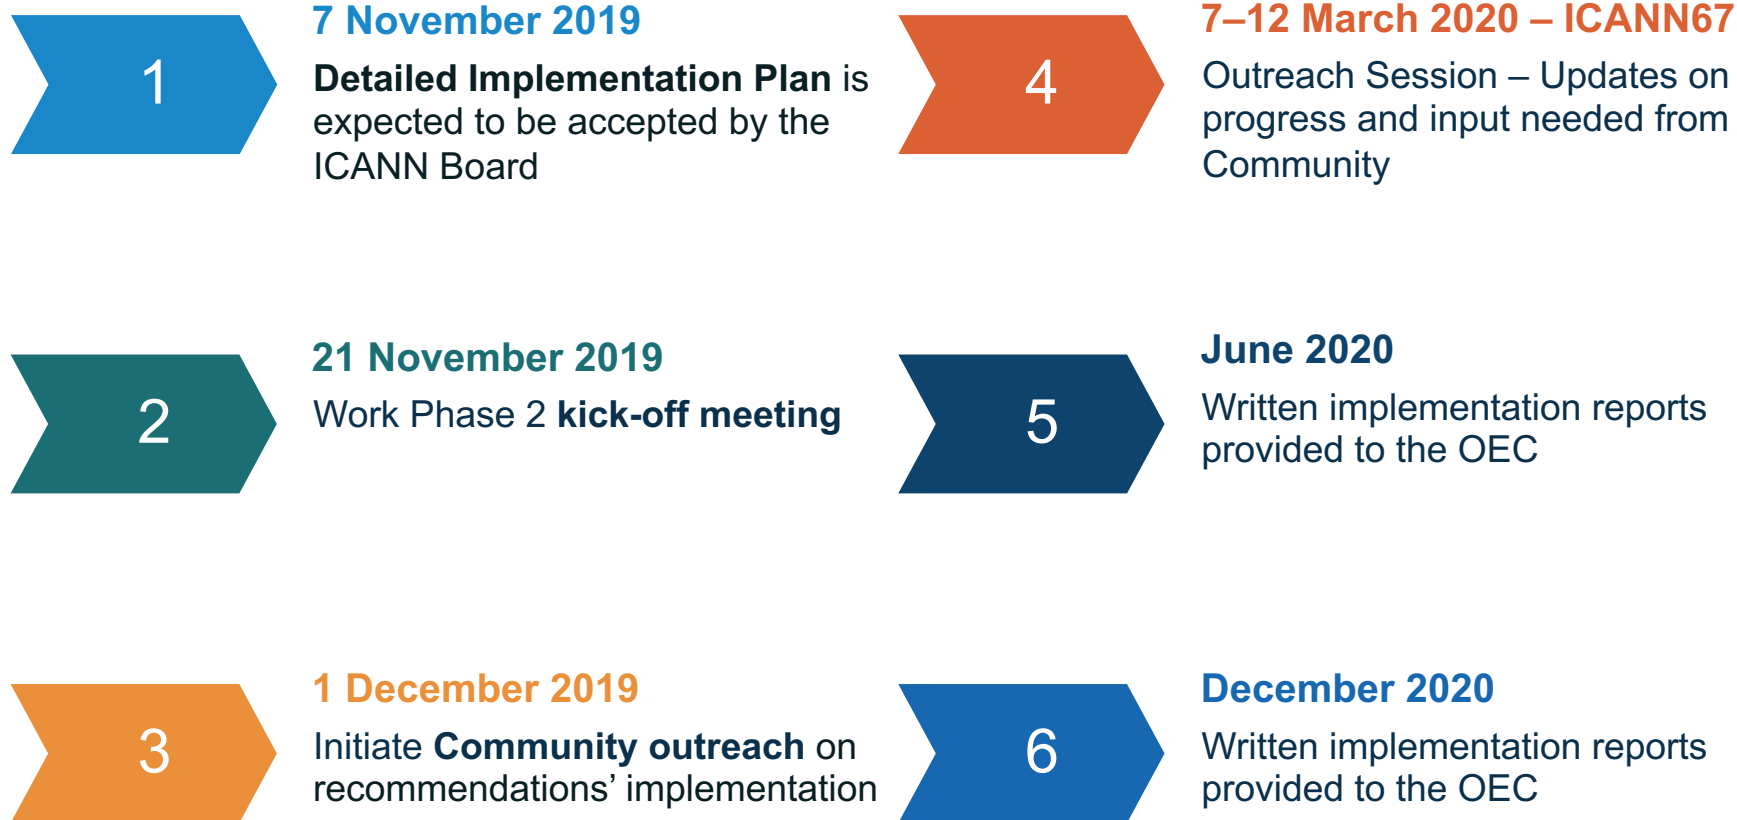 1
7 November 2019
Detailed Implementation Plan is
expected to be accepted by the
ICANN Board
2
21 November 2019
Work Phase 2 kick-off meeting
3
1 December 2019
Initiate Community outreach on
recommendations’ implementation
4
7–12 March 2020 – ICANN67
Outreach Session – Updates on
progress and input needed from
Community
5
June 2020
Written implementation reports
provided to the OEC
6
December 2020
Written implementation reports
provided to the OEC